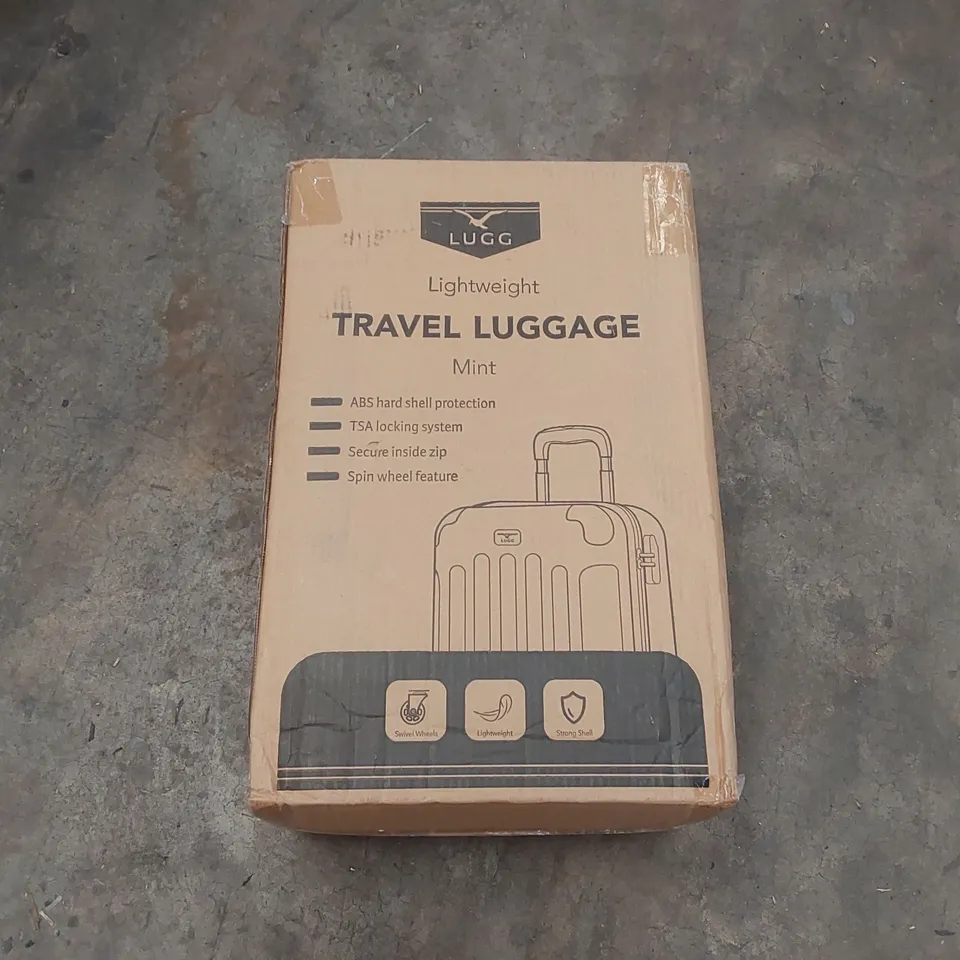 LUGG
Lightweight
TRAVEL LUGGAGE
Mint
ABS hard shell protection
TSA locking system
Secure inside zip
Spin wheel feature
LUGG
Swivel Wheels
Lightweight
Strong Shell